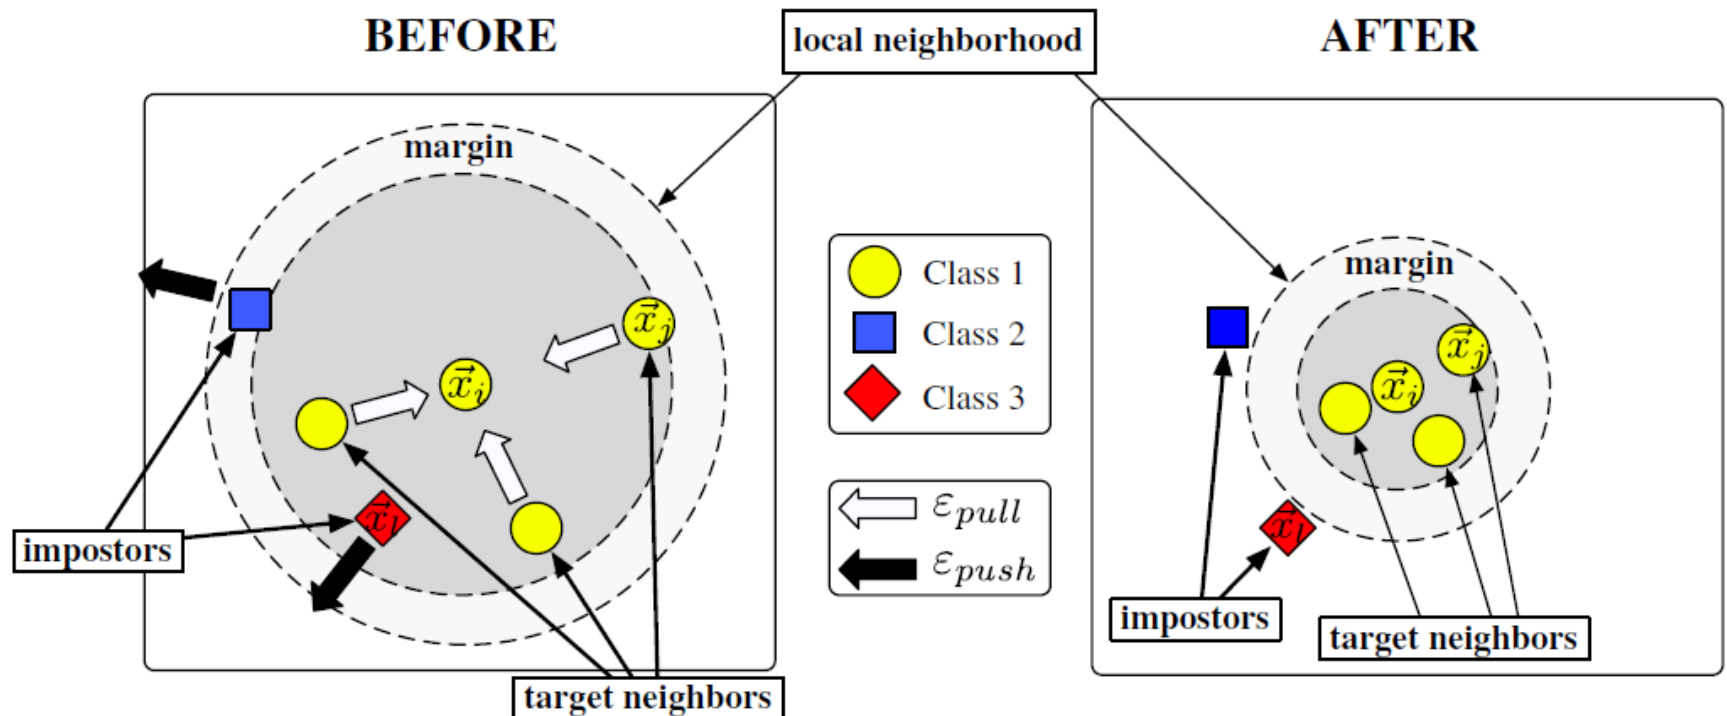 BEFORE
local neighborhood
AFTER
margin
x⃗ᵢ
x⃗ⱼ
x⃗ₗ
impostors
target neighbors
Class 1
Class 2
Class 3
εpull
εpush
margin
x⃗ᵢ
x⃗ⱼ
x⃗ₗ
impostors
target neighbors